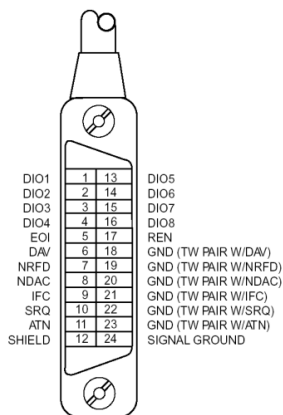 DIO1 1 13 DIO5
DIO2 2 14 DIO6
DIO3 3 15 DIO7
DIO4 4 16 DIO8
EOI 5 17 REN
DAV 6 18 GND (TW PAIR W/DAV)
NRFD 7 19 GND (TW PAIR W/NRFD)
NDAC 8 20 GND (TW PAIR W/NDAC)
IFC 9 21 GND (TW PAIR W/IFC)
SRQ 10 22 GND (TW PAIR W/SRQ)
ATN 11 23 GND (TW PAIR W/ATN)
SHIELD 12 24 SIGNAL GROUND